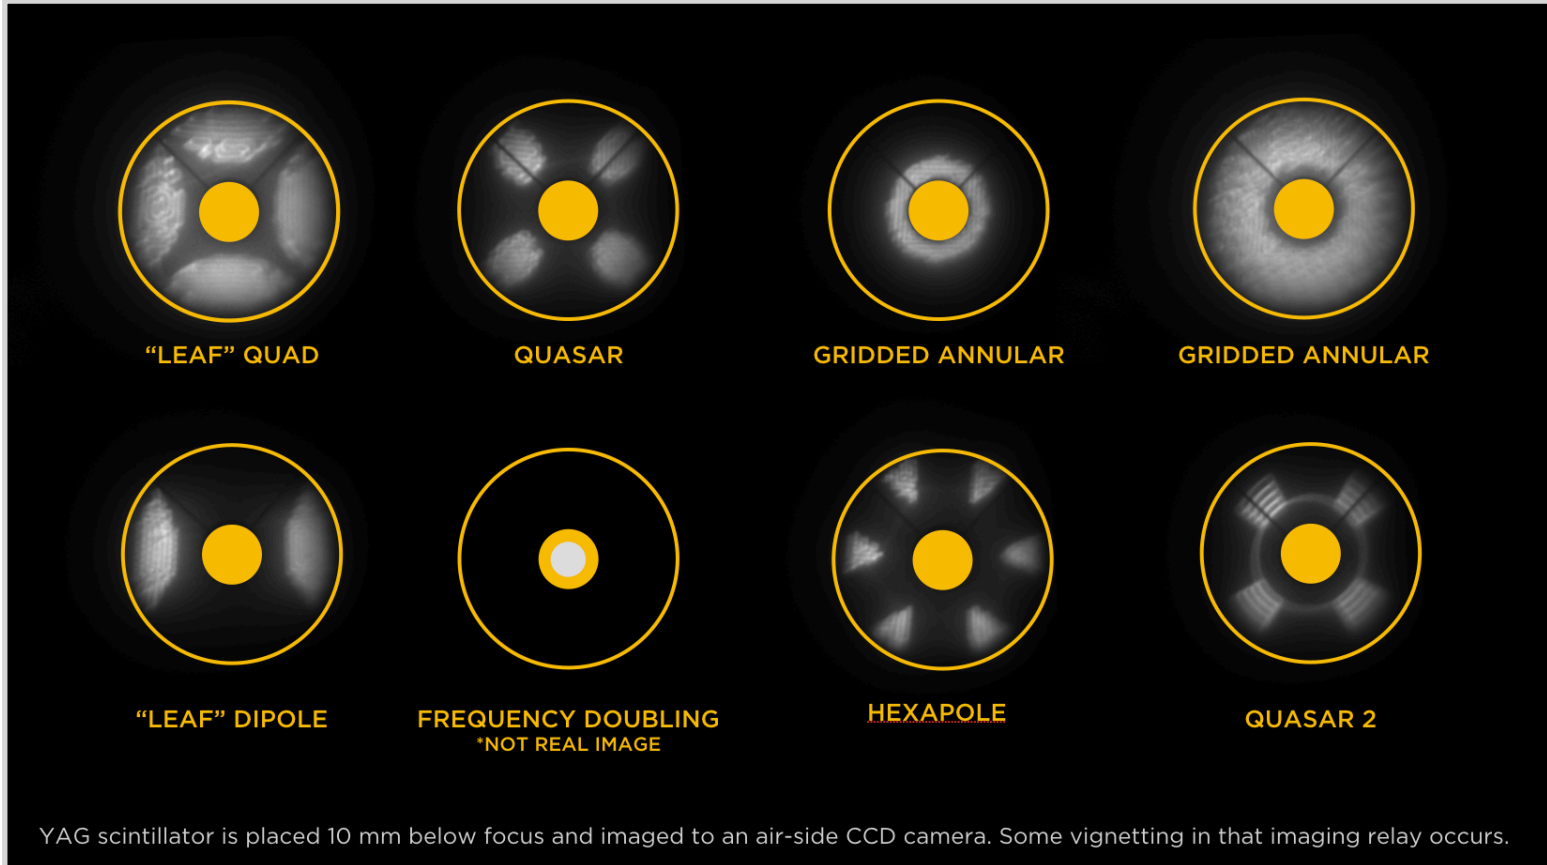 “LEAF” QUAD
QUASAR
GRIDDED ANNULAR
GRIDDED ANNULAR
“LEAF” DIPOLE
FREQUENCY DOUBLING
*NOT REAL IMAGE
HEXAPOLE
QUASAR 2
YAG scintillator is placed 10 mm below focus and imaged to an air-side CCD camera. Some vignetting in that imaging relay occurs.